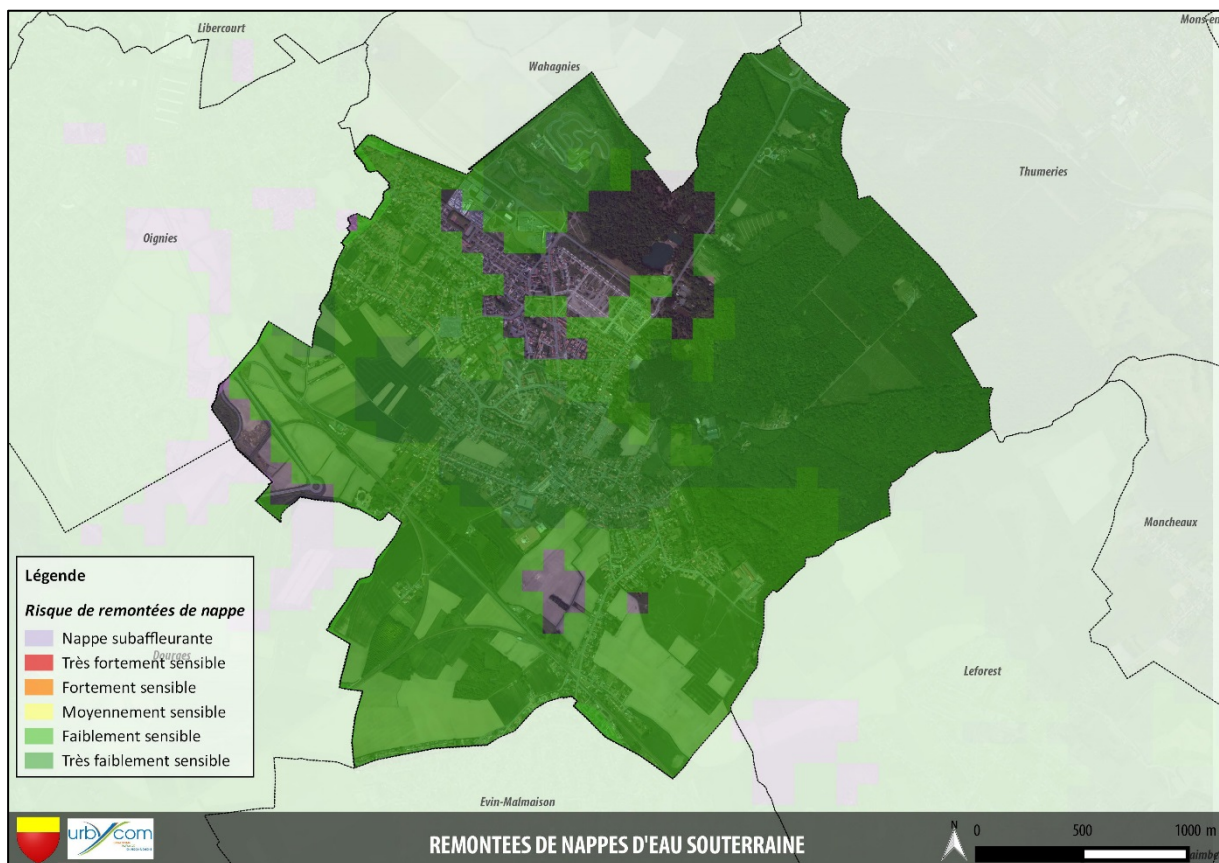 Libercourt
Mons-en
Wahagnies
Thumeries
Oignies
Moncheaux
Légende
Risque de remontées de nappe
Nappe subaffleurante
Dourges
Très fortement sensible
Fortement sensible
Leforest
Moyennement sensible
Faiblement sensible
Très faiblement sensible
Evin-Malmaison
urbycom
REMONTEES DE NAPPES D'EAU SOUTERRAINE
N
0 500 1000 m